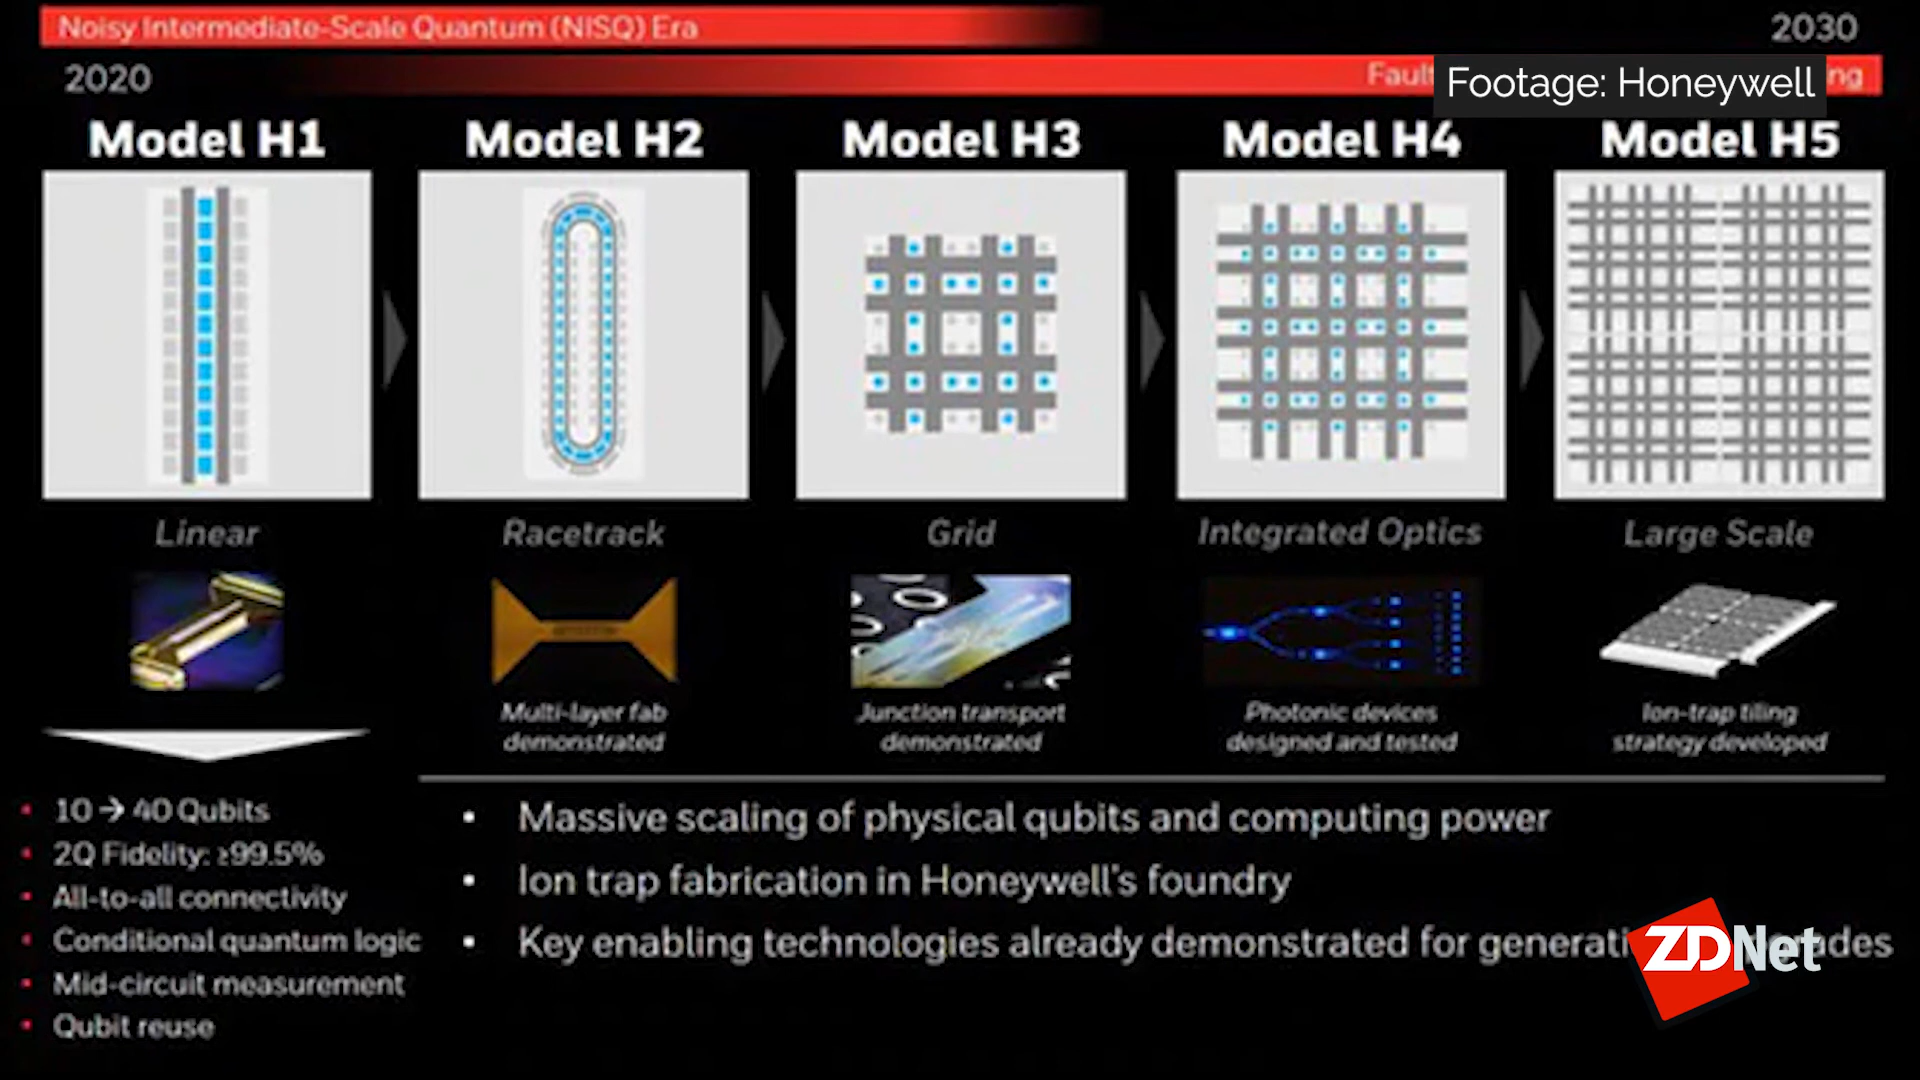 Noisy Intermediate-Scale Quantum (NISQ) Era
2030
2020
Fault
ng
Footage: Honeywell
Model H1
Model H2
Model H3
Model H4
Model H5
Linear
Racetrack
Grid
Integrated Optics
Large Scale
Multi-layer fab
demonstrated
Junction transport
demonstrated
Photonic devices
designed and tested
Ion-trap tiling
strategy developed
• 10 → 40 Qubits
• 2Q Fidelity: ≥99.5%
• All-to-all connectivity
• Conditional quantum logic
• Mid-circuit measurement
• Qubit reuse
• Massive scaling of physical qubits and computing power
• Ion trap fabrication in Honeywell's foundry
• Key enabling technologies already demonstrated for generati ades
ZDNet